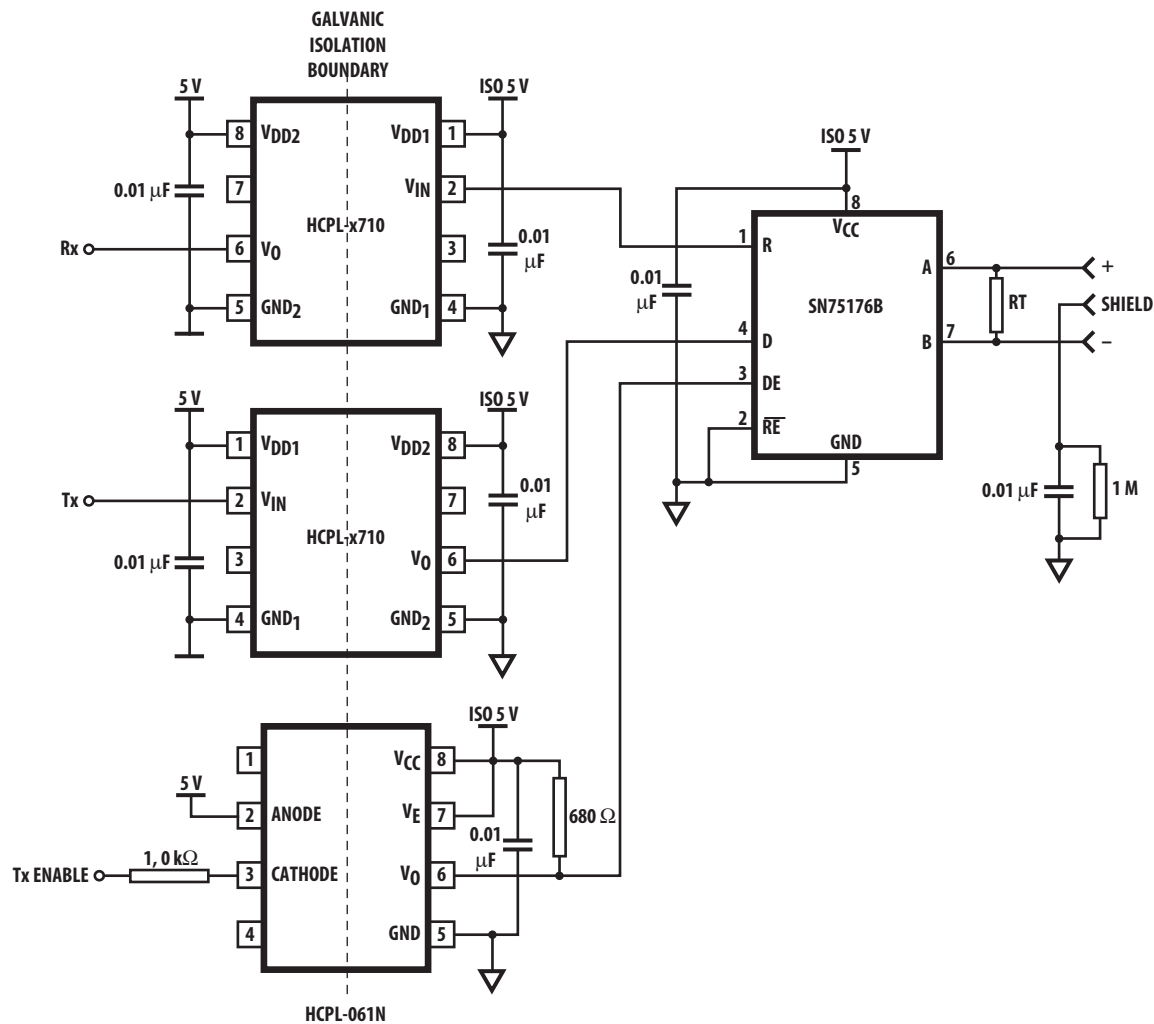 GALVANIC
ISOLATION
BOUNDARY
5 V
ISO 5 V
8 VDD2
VDD1 1
7
VIN 2
0.01 µF
HCPL-x710
Rx
6 VO
3
0.01
µF
5 GND2
GND1 4
5 V
ISO 5 V
1 VDD1
VDD2 8
Tx
2 VIN
7
0.01
µF
HCPL-x710
0.01 µF
3
VO 6
4 GND1
GND2 5
ISO 5 V
1
VCC 8
5 V
2 ANODE
VE 7
680 Ω
0.01
µF
1, 0 kΩ
Tx ENABLE
3 CATHODE
VO 6
4
GND 5
HCPL-061N
ISO 5 V
8
VCC
1
R
0.01
µF
SN75176B
A
6
+
RT
SHIELD
4
D
B
7
–
3
DE
2
RE
GND
5
0.01 µF
1 M